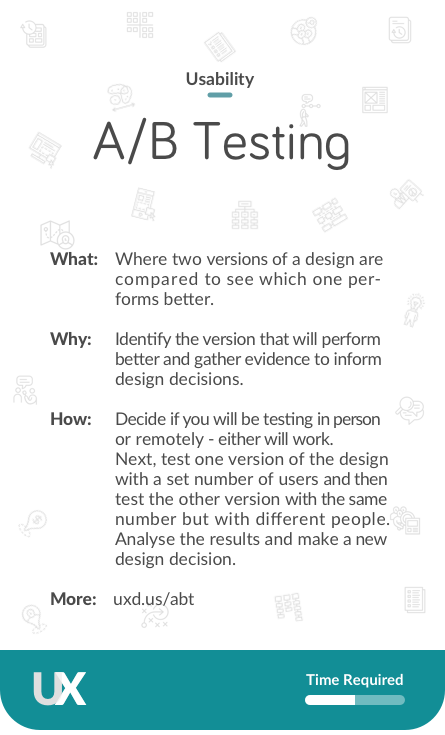 Usability
A/B Testing
What: Where two versions of a design are
compared to see which one per-
forms better.
Why: Identify the version that will perform
better and gather evidence to inform
design decisions.
How: Decide if you will be testing in person
or remotely - either will work.
Next, test one version of the design
with a set number of users and then
test the other version with the same
number but with different people.
Analyse the results and make a new
design decision.
More: uxd.us/abt
UX
Time Required